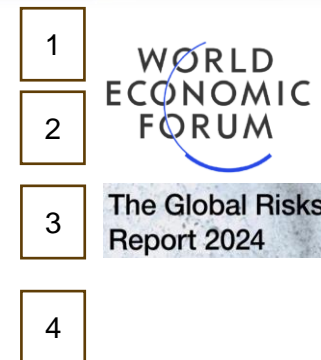 1
WORLD
ECONOMIC
2
FORUM
3
The Global Risks
Report 2024
4